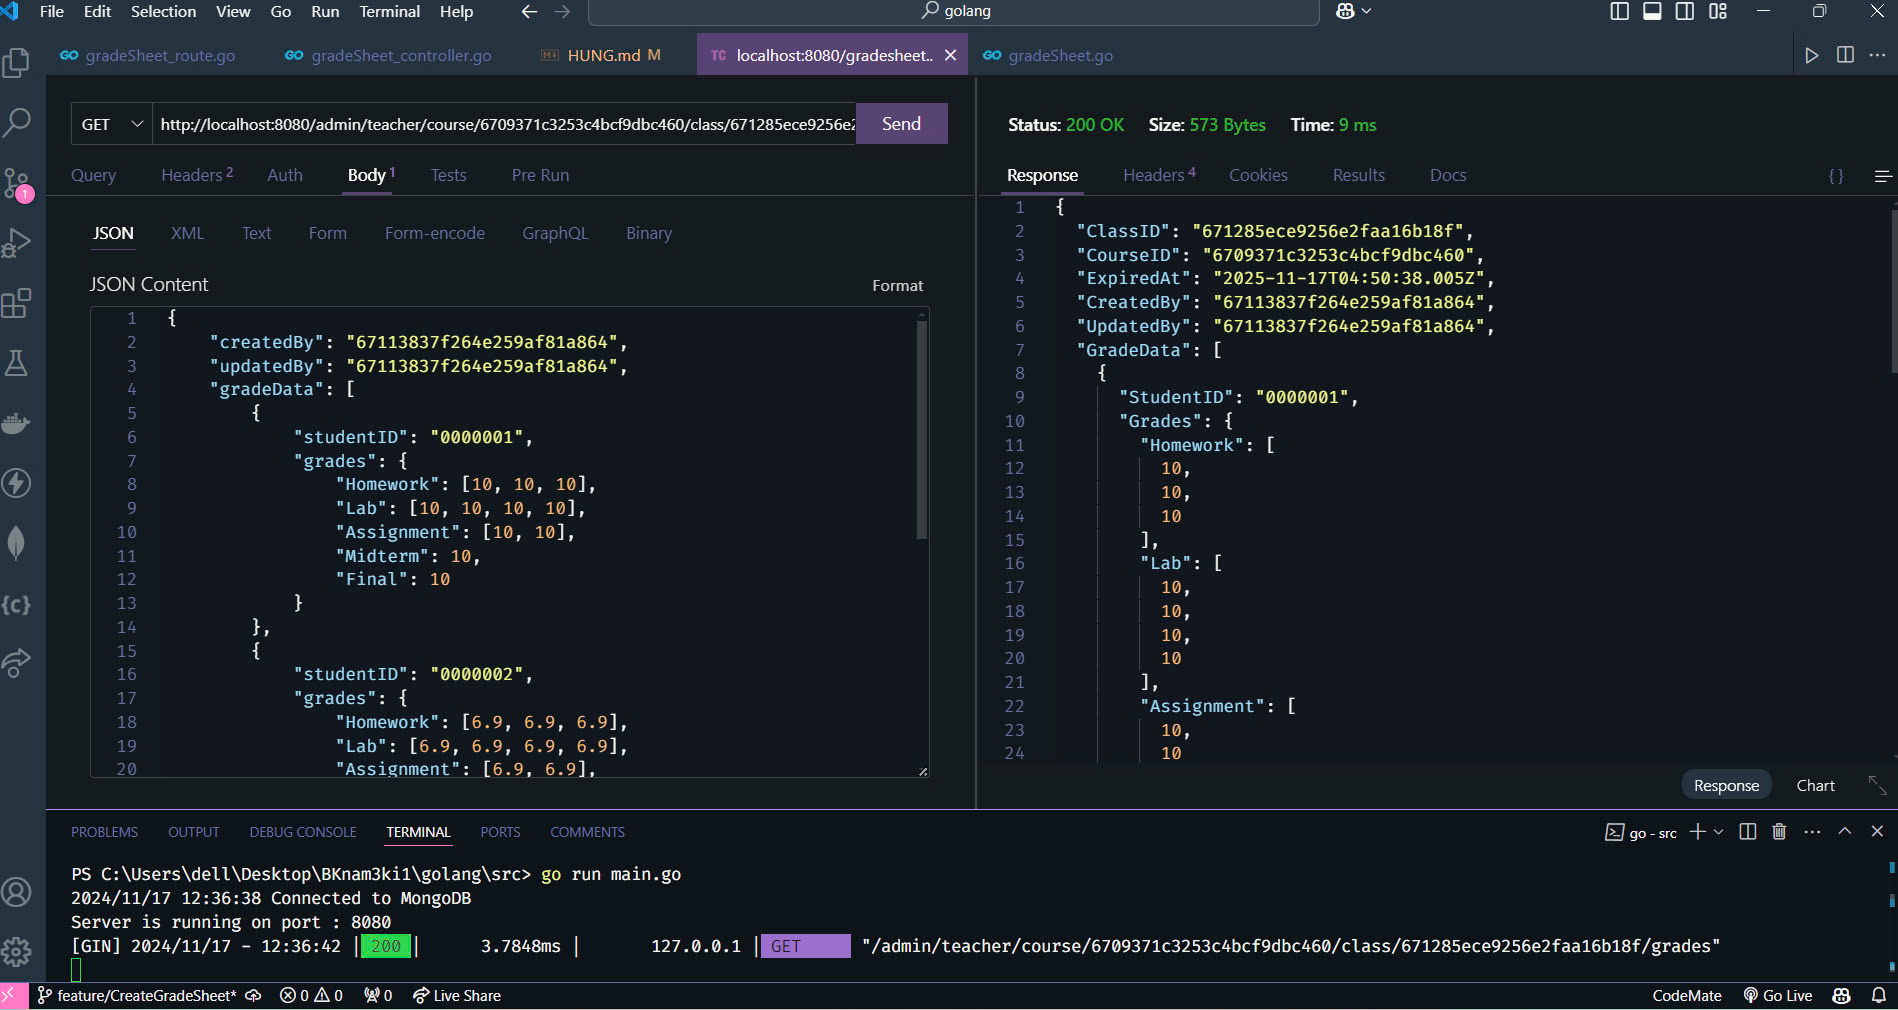 File Edit Selection View Go Run Terminal Help
golang
gradeSheet_route.go
gradeSheet_controller.go
HUNG.md M
TC localhost:8080/gradesheet..
gradeSheet.go
GET http://localhost:8080/admin/teacher/course/6709371c3253c4bcf9dbc460/class/671285ece9256e2 Send
Query Headers 2 Auth Body 1 Tests Pre Run
JSON XML Text Form Form-encode GraphQL Binary
JSON Content Format
1 {
2 "createdBy": "67113837f264e259af81a864",
3 "updatedBy": "67113837f264e259af81a864",
4 "gradeData": [
5 {
6 "studentID": "0000001",
7 "grades": {
8 "Homework": [10, 10, 10],
9 "Lab": [10, 10, 10, 10],
10 "Assignment": [10, 10],
11 "Midterm": 10,
12 "Final": 10
13 }
14 },
15 {
16 "studentID": "0000002",
17 "grades": {
18 "Homework": [6.9, 6.9, 6.9],
19 "Lab": [6.9, 6.9, 6.9, 6.9],
20 "Assignment": [6.9, 6.9],
Status: 200 OK Size: 573 Bytes Time: 9 ms
Response Headers 4 Cookies Results Docs {}
1 {
2 "ClassID": "671285ece9256e2faa16b18f",
3 "CourseID": "6709371c3253c4bcf9dbc460",
4 "ExpiredAt": "2025-11-17T04:50:38.005Z",
5 "CreatedBy": "67113837f264e259af81a864",
6 "UpdatedBy": "67113837f264e259af81a864",
7 "GradeData": [
8 {
9 "StudentID": "0000001",
10 "Grades": {
11 "Homework": [
12 10,
13 10,
14 10
15 ],
16 "Lab": [
17 10,
18 10,
19 10,
20 10
21 ],
22 "Assignment": [
23 10,
24 10
Response Chart
PROBLEMS OUTPUT DEBUG CONSOLE TERMINAL PORTS COMMENTS
go - src
PS C:\Users\dell\Desktop\BKnam3ki1\golang\src> go run main.go
2024/11/17 12:36:38 Connected to MongoDB
Server is running on port : 8080
[GIN] 2024/11/17 - 12:36:42 | 200 | 3.7848ms | 127.0.0.1 | GET "/admin/teacher/course/6709371c3253c4bcf9dbc460/class/671285ece9256e2faa16b18f/grades"
1
{c}
feature/CreateGradeSheet* 0 0 0 Live Share CodeMate Go Live